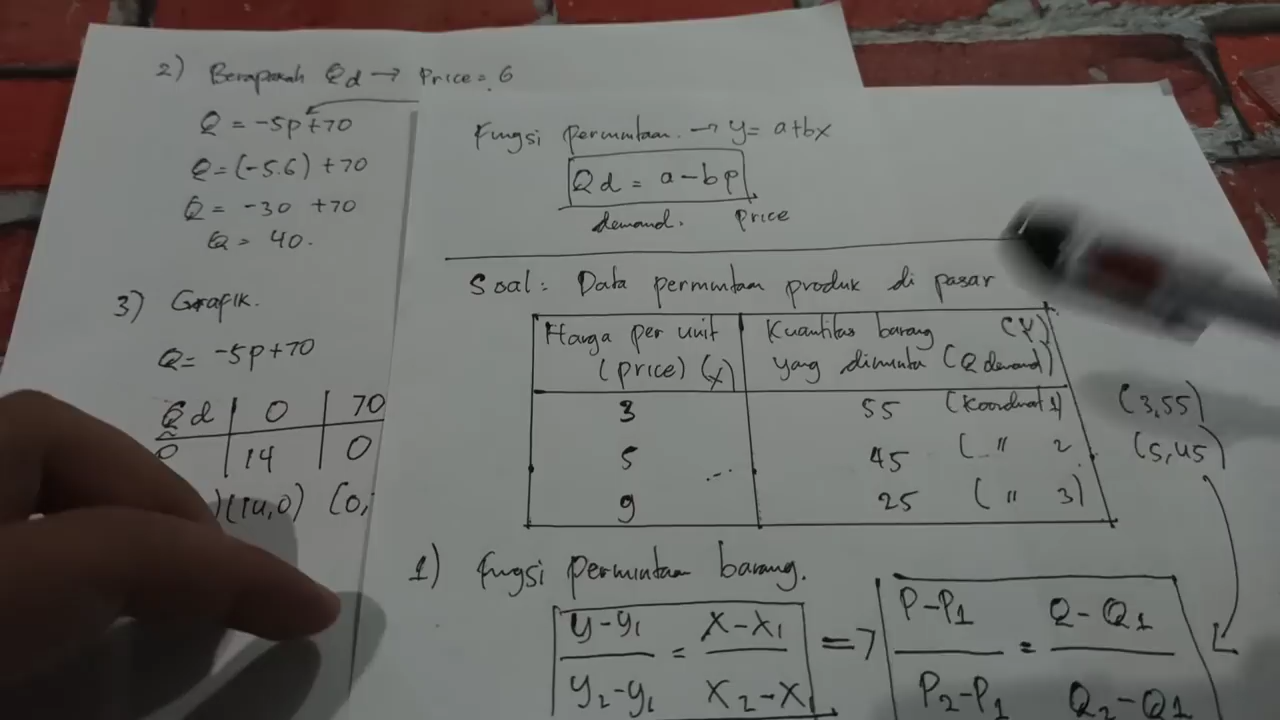 2) Berapakah Qd → Price = 6
Q = -5p+70
Q = (-5.6) +70
Q = -30 +70
Q = 40.
3) Grafik.
Q = -5p+70
Qd | 0 | 70
14 | 0
)(14,0) (0,
Fungsi permintaan. → y = a+bx
Qd = a-bp
demand. Price
Soal: Data permintaan produk di pasar
Harga per unit (price) (x)
Kuantitas barang (Y) yang diminta (Q demand)
3 55 (Koordinat 1) (3,55)
5 45 ( " 2 (5,45)
9 25 ( " 3)
1) fungsi permintaan barang.
y-y1 / y2-y1 = x-x1 / x2-x1 => P-P1 / P2-P1 = Q-Q1 / Q2-Q1